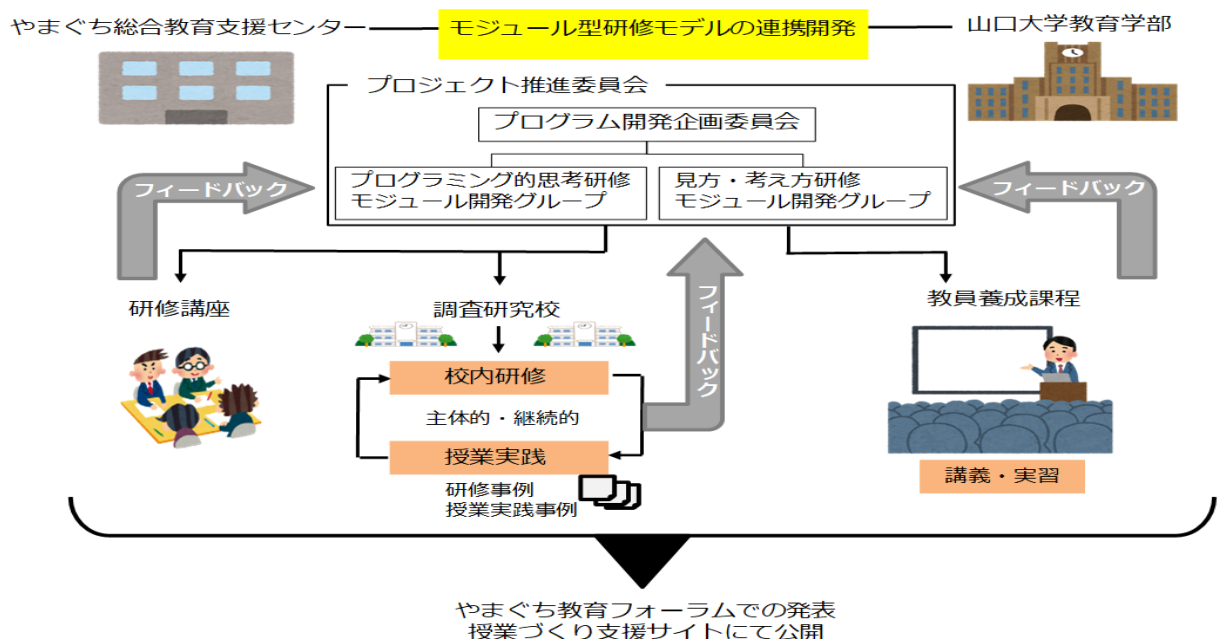 やまぐち総合教育支援センター
モジュール型研修モデルの連携開発
山口大学教育学部
プロジェクト推進委員会
プログラム開発企画委員会
プログラミング的思考研修
モジュール開発グループ
見方・考え方研修
モジュール開発グループ
フィードバック
フィードバック
研修講座
調査研究校
フィードバック
教員養成課程
校内研修
主体的・継続的
授業実践
研修事例
授業実践事例
講義・実習
やまぐち教育フォーラムでの発表
授業づくり支援サイトにて公開